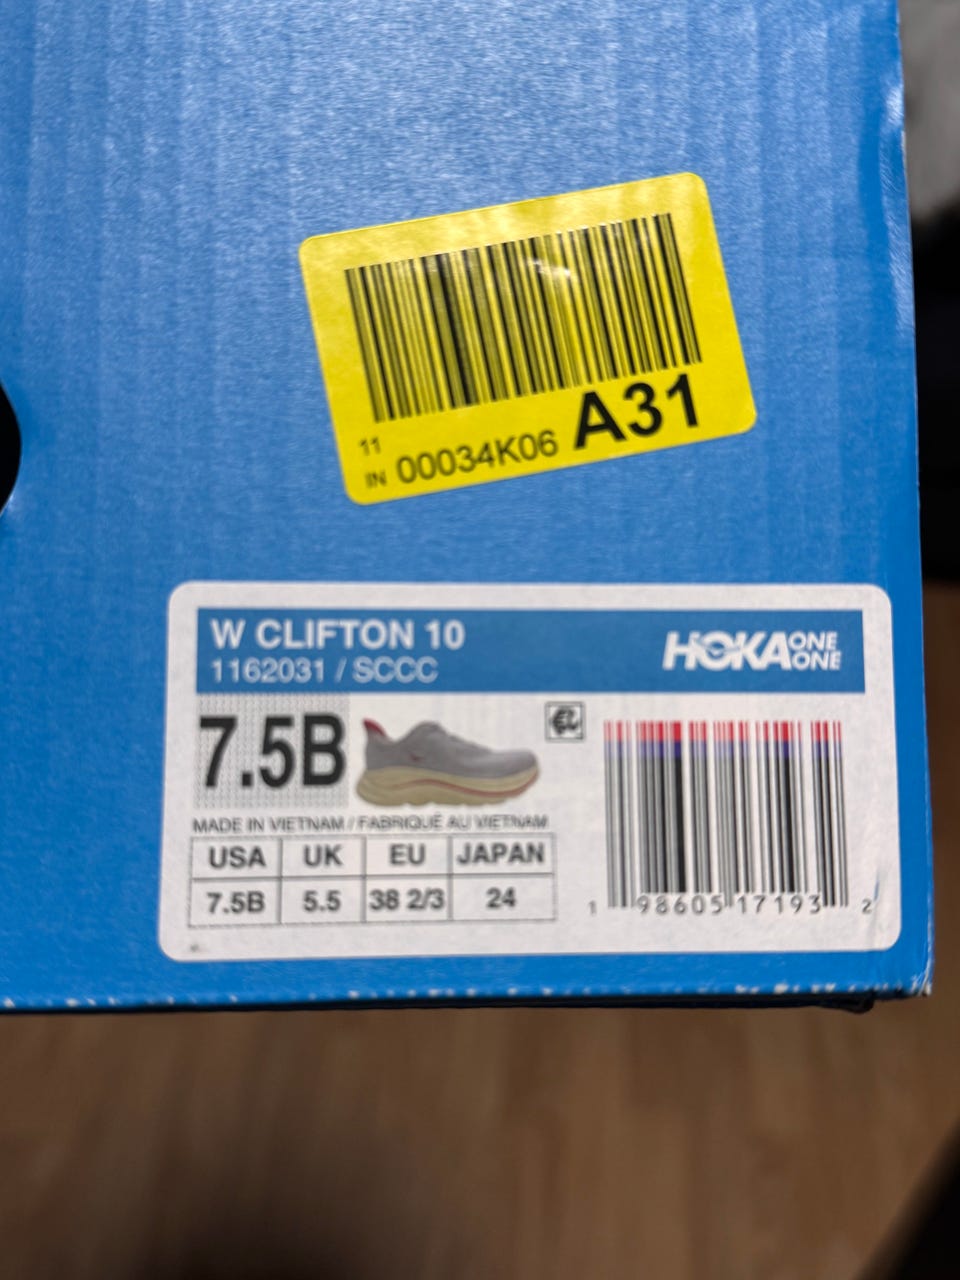 11
IN 00034K06 A31
W CLIFTON 10
1162031 / SCCC
HOKA ONE ONE
7.5B
MADE IN VIETNAM / FABRIQUÉ AU VIETNAM
USA UK EU JAPAN
7.5B 5.5 38 2/3 24
1 98605 17193 2